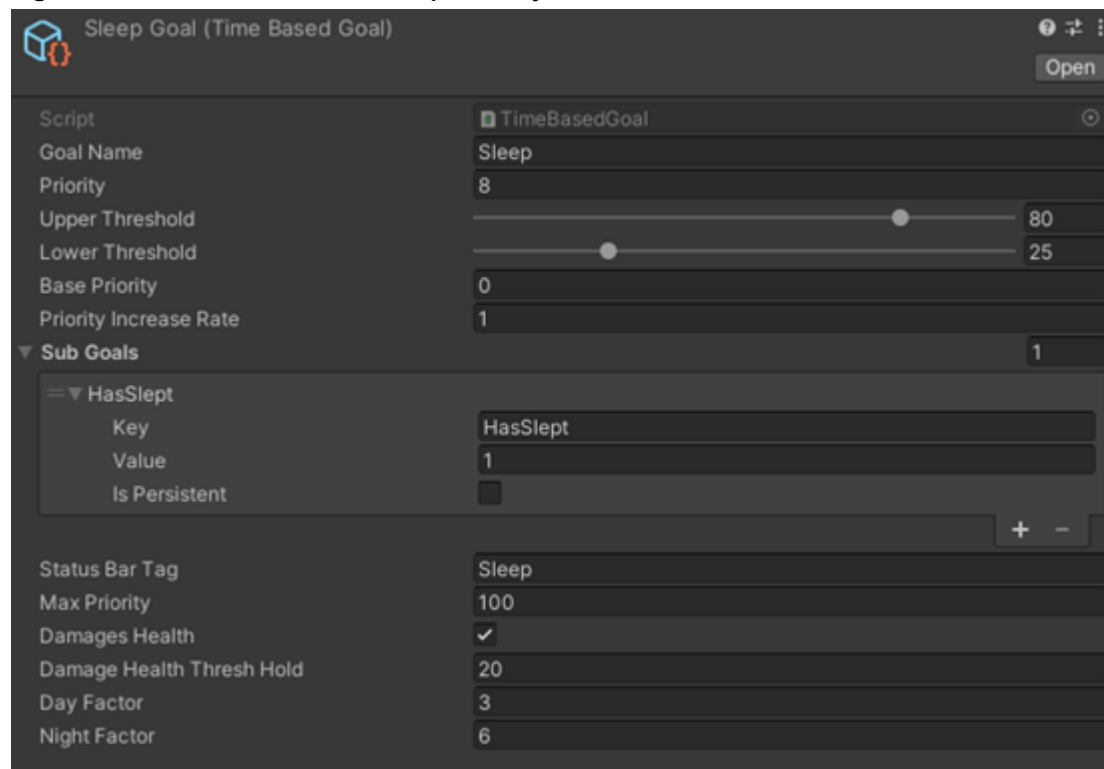 Sleep Goal (Time Based Goal)
Open
Script TimeBasedGoal
Goal Name Sleep
Priority 8
Upper Threshold 80
Lower Threshold 25
Base Priority 0
Priority Increase Rate 1
Sub Goals 1
HasSlept
Key HasSlept
Value 1
Is Persistent
Status Bar Tag Sleep
Max Priority 100
Damages Health
Damage Health Thresh Hold 20
Day Factor 3
Night Factor 6